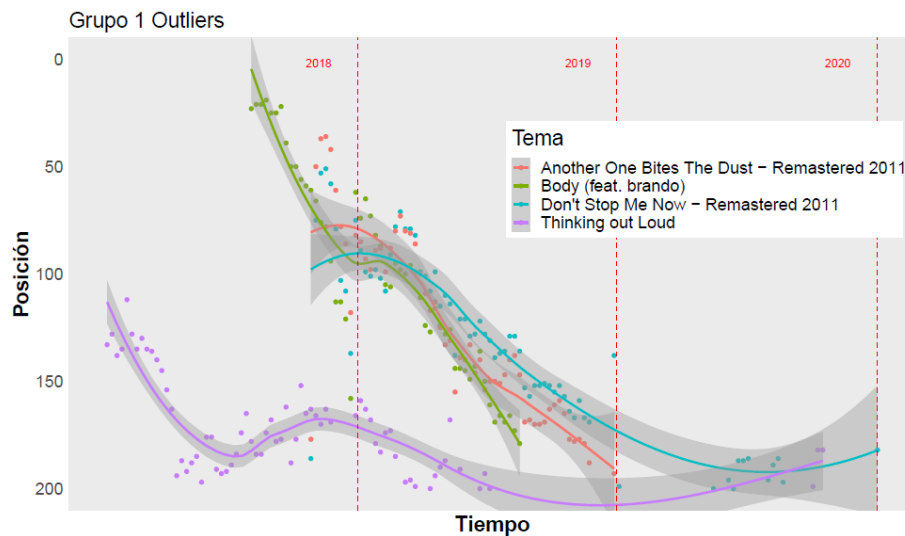 Grupo 1 Outliers
0
50
100
150
200
Posición
2018
2019
2020
Tema
Another One Bites The Dust − Remastered 2011
Body (feat. brando)
Don't Stop Me Now − Remastered 2011
Thinking out Loud
Tiempo